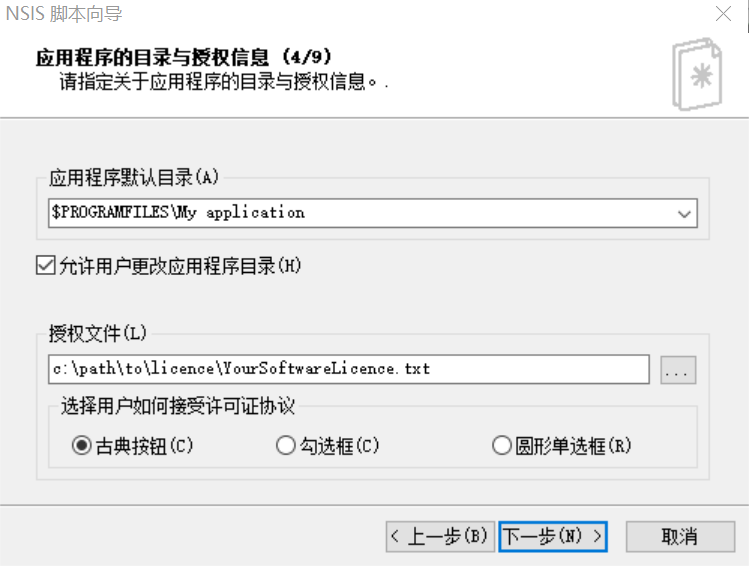 NSIS 脚本向导
应用程序的目录与授权信息 (4/9)
请指定关于应用程序的目录与授权信息。.
应用程序默认目录(A)
$PROGRAMFILES\My application
允许用户更改应用程序目录(H)
授权文件(L)
c:\path\to\licence\YourSoftwareLicence.txt
...
选择用户如何接受许可证协议
古典按钮(C) 勾选框(C) 圆形单选框(R)
< 上一步(B) 下一步(N) > 取消